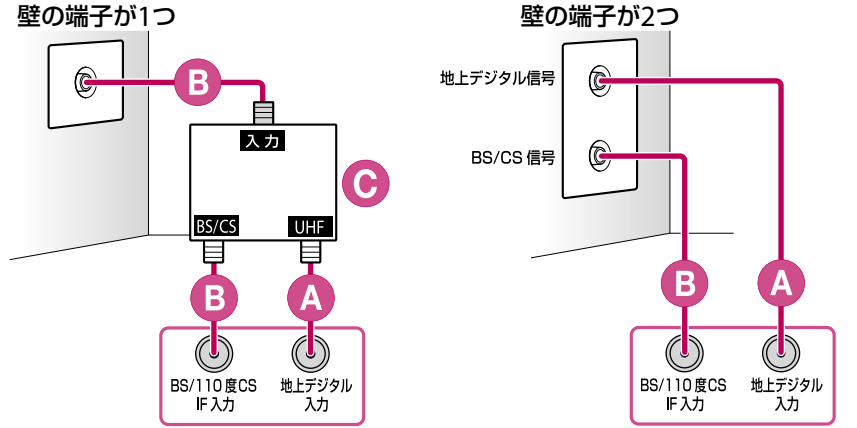 壁の端子が1つ
B
入力
C
BS/CS
UHF
B
A
BS/110度CS
IF入力
地上デジタル
入力
壁の端子が2つ
地上デジタル信号
BS/CS信号
B
A
BS/110度CS
IF入力
地上デジタル
入力